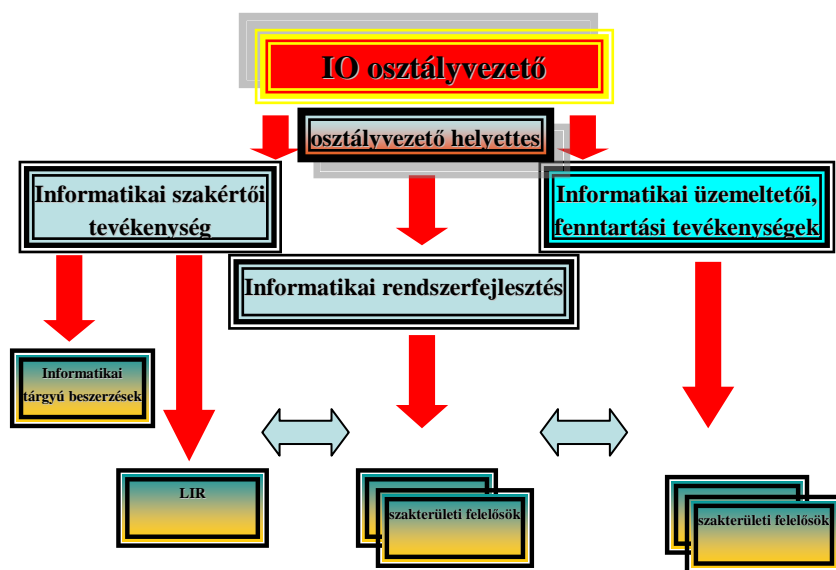 IO osztályvezető
osztályvezető helyettes
Informatikai szakértői
tevékenység
Informatikai üzemeltetői,
fenntartási tevékenységek
Informatikai rendszerfejlesztés
Informatikai
tárgyú beszerzések
LIR
szakterületi felelősök
szakterületi felelősök